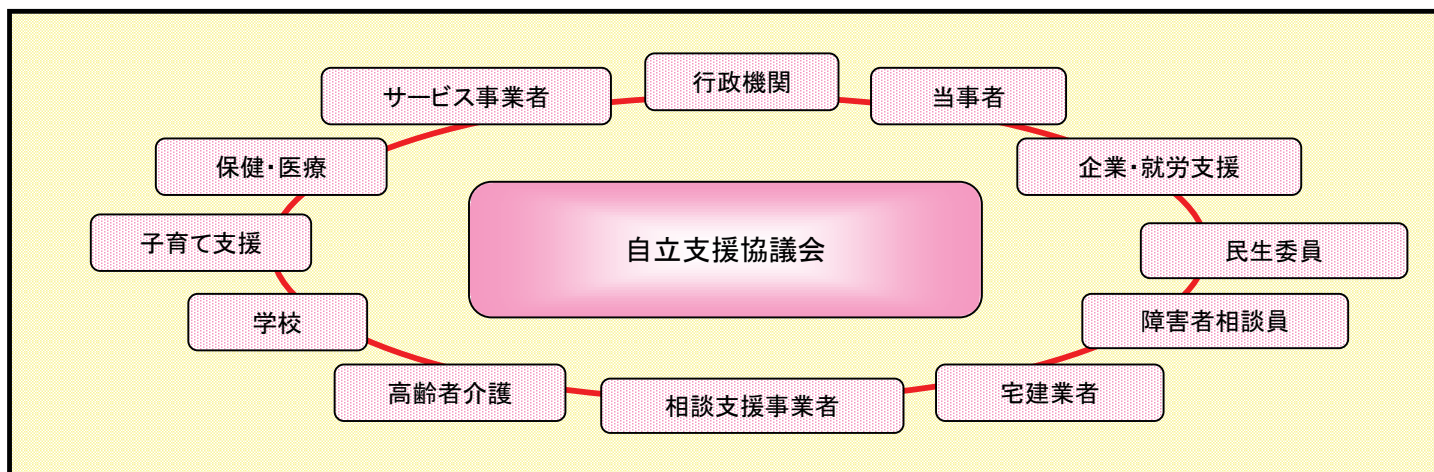 行政機関
サービス事業者
当事者
保健・医療
企業・就労支援
子育て支援
自立支援協議会
民生委員
学校
障害者相談員
高齢者介護
相談支援事業者
宅建業者